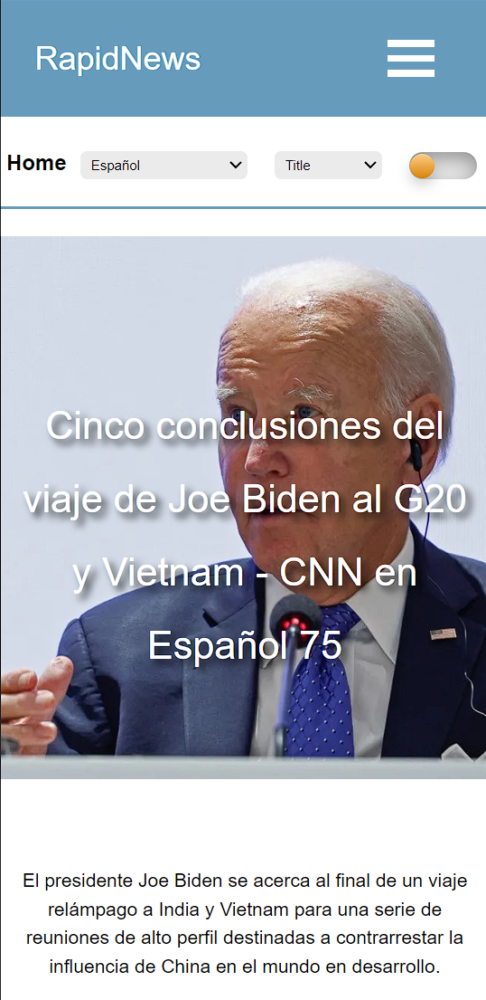 RapidNews
Home Español Title
Cinco conclusiones del
viaje de Joe Biden al G20
y Vietnam - CNN en
Español 75
El presidente Joe Biden se acerca al final de un viaje
relámpago a India y Vietnam para una serie de
reuniones de alto perfil destinadas a contrarrestar la
influencia de China en el mundo en desarrollo.